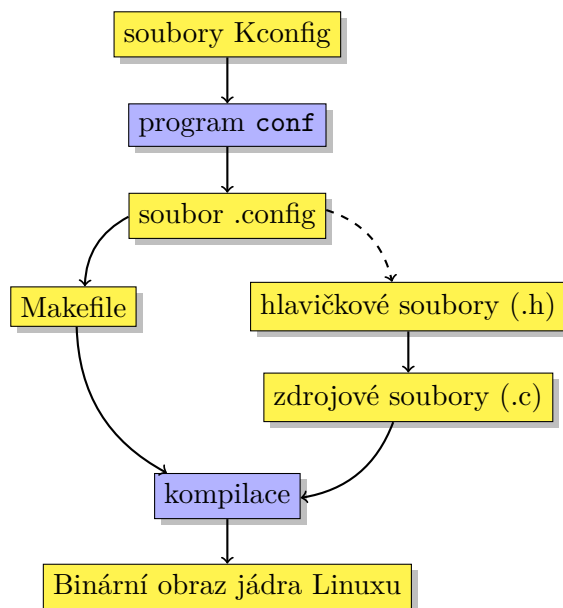 soubory Kconfig
program conf
soubor .config
Makefile
hlavičkové soubory (.h)
zdrojové soubory (.c)
kompilace
Binární obraz jádra Linuxu